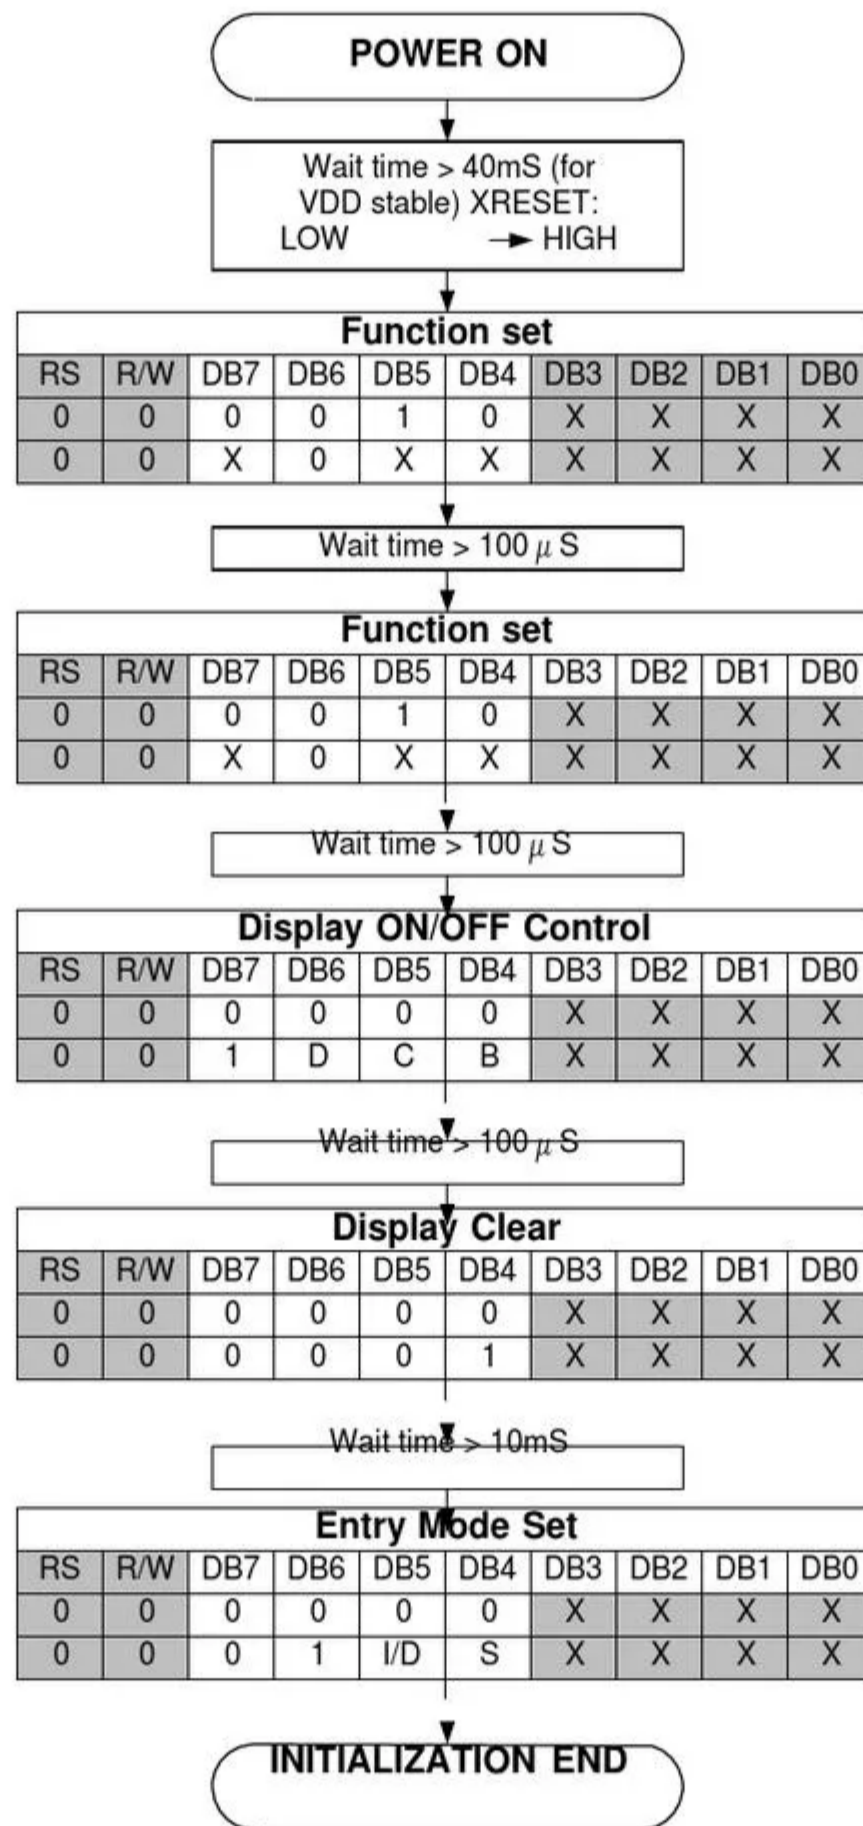 POWER ON
Wait time > 40mS (for
VDD stable) XRESET:
LOW → HIGH
Function set
RS R/W DB7 DB6 DB5 DB4 DB3 DB2 DB1 DB0
0 0 0 0 1 0 X X X X
0 0 X 0 X X X X X X
Wait time > 100 μ S
Function set
RS R/W DB7 DB6 DB5 DB4 DB3 DB2 DB1 DB0
0 0 0 0 1 0 X X X X
0 0 X 0 X X X X X X
Wait time > 100 μ S
Display ON/OFF Control
RS R/W DB7 DB6 DB5 DB4 DB3 DB2 DB1 DB0
0 0 0 0 0 0 X X X X
0 0 1 D C B X X X X
Wait time > 100 μ S
Display Clear
RS R/W DB7 DB6 DB5 DB4 DB3 DB2 DB1 DB0
0 0 0 0 0 0 X X X X
0 0 0 0 0 1 X X X X
Wait time > 10mS
Entry Mode Set
RS R/W DB7 DB6 DB5 DB4 DB3 DB2 DB1 DB0
0 0 0 0 0 0 X X X X
0 0 0 1 I/D S X X X X
INITIALIZATION END